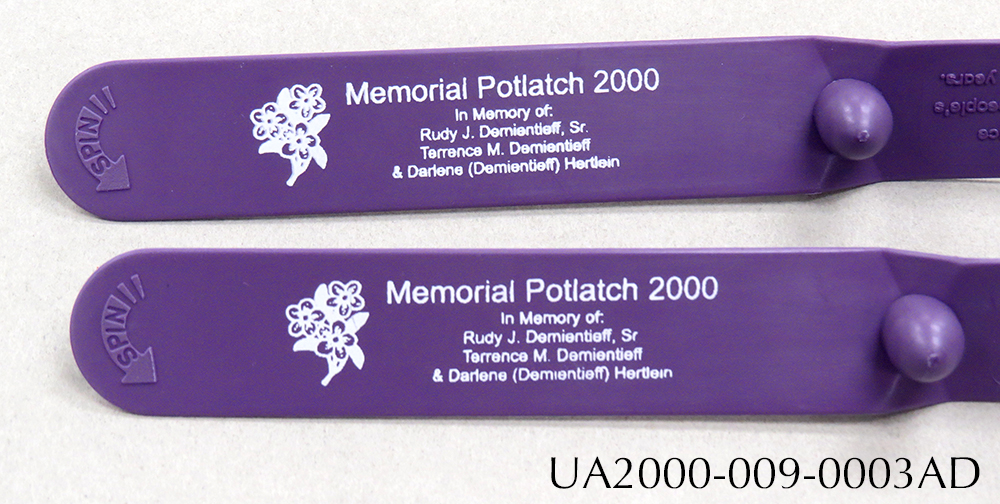 SPIN
Memorial Potlatch 2000
In Memory of:
Rudy J. Demientieff, Sr.
Terrence M. Demientieff
& Darlene (Demientieff) Hertlein
years.
SPIN
Memorial Potlatch 2000
In Memory of:
Rudy J. Demientieff, Sr
Terrence M. Demientieff
& Darlene (Demientieff) Hertlein
UA2000-009-0003AD